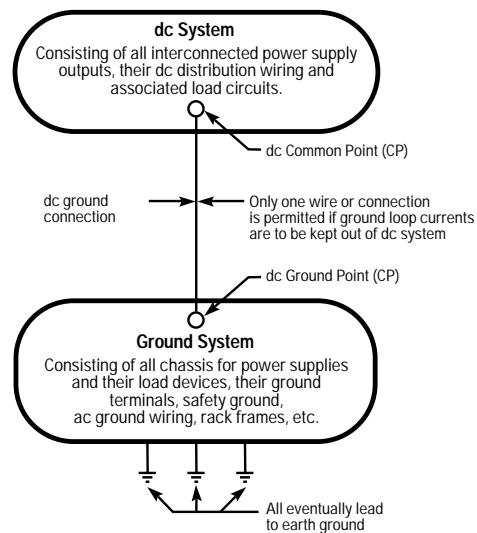 dc System
Consisting of all interconnected power supply
outputs, their dc distribution wiring and
associated load circuits.
dc Common Point (CP)
dc ground
connection
Only one wire or connection
is permitted if ground loop currents
are to be kept out of dc system
dc Ground Point (CP)
Ground System
Consisting of all chassis for power supplies
and their load devices, their ground
terminals, safety ground,
ac ground wiring, rack frames, etc.
All eventually lead
to earth ground